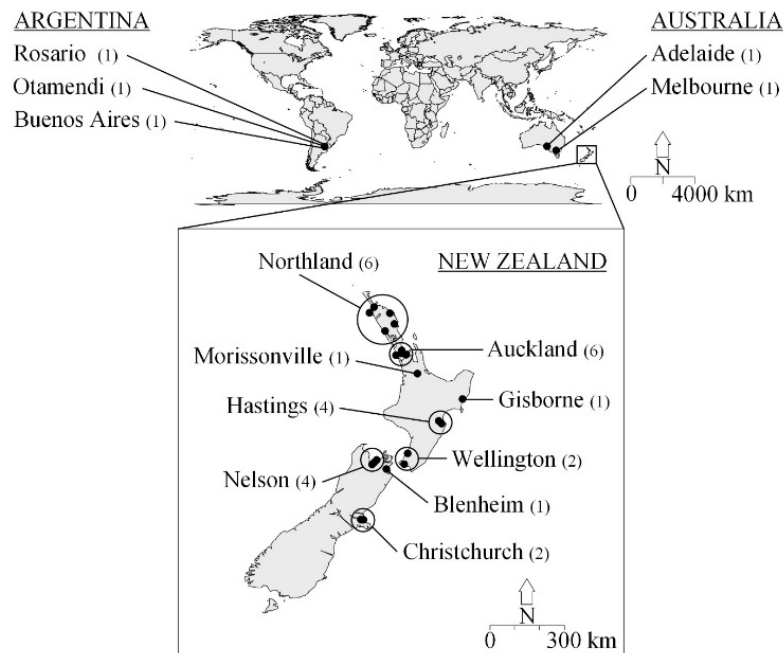 ARGENTINA
Rosario (1)
Otamendi (1)
Buenos Aires (1)
AUSTRALIA
Adelaide (1)
Melbourne (1)
N
0 4000 km
NEW ZEALAND
Northland (6)
Auckland (6)
Morissonville (1)
Gisborne (1)
Hastings (4)
Wellington (2)
Nelson (4)
Blenheim (1)
Christchurch (2)
N
0 300 km